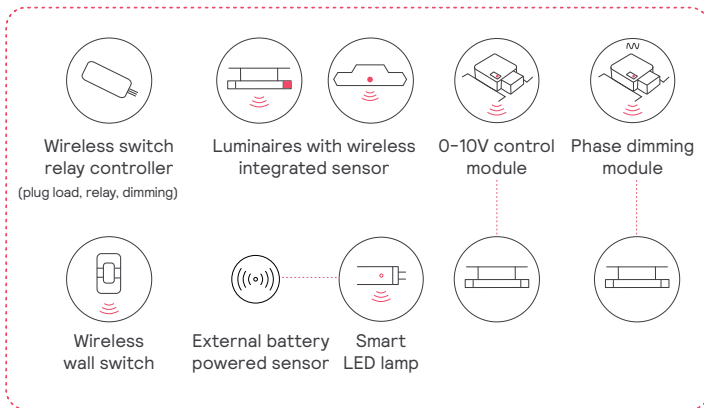 Wireless switch
relay controller
(plug load, relay, dimming)
Luminaires with wireless
integrated sensor
0-10V control
module
Phase dimming
module
Wireless
wall switch
External battery
powered sensor
Smart
LED lamp